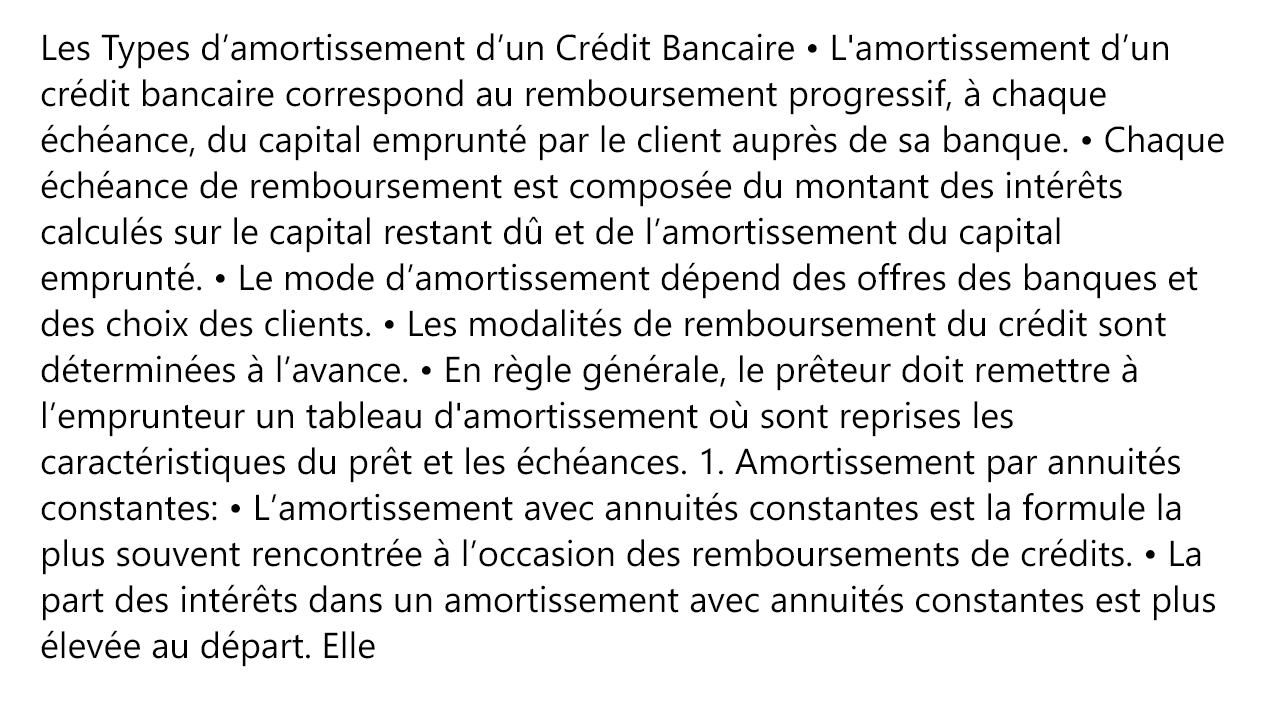 Les Types d’amortissement d’un Crédit Bancaire • L'amortissement d’un
crédit bancaire correspond au remboursement progressif, à chaque
échéance, du capital emprunté par le client auprès de sa banque. • Chaque
échéance de remboursement est composée du montant des intérêts
calculés sur le capital restant dû et de l’amortissement du capital
emprunté. • Le mode d’amortissement dépend des offres des banques et
des choix des clients. • Les modalités de remboursement du crédit sont
déterminées à l’avance. • En règle générale, le prêteur doit remettre à
l’emprunteur un tableau d'amortissement où sont reprises les
caractéristiques du prêt et les échéances. 1. Amortissement par annuités
constantes: • L’amortissement avec annuités constantes est la formule la
plus souvent rencontrée à l’occasion des remboursements de crédits. • La
part des intérêts dans un amortissement avec annuités constantes est plus
élevée au départ. Elle